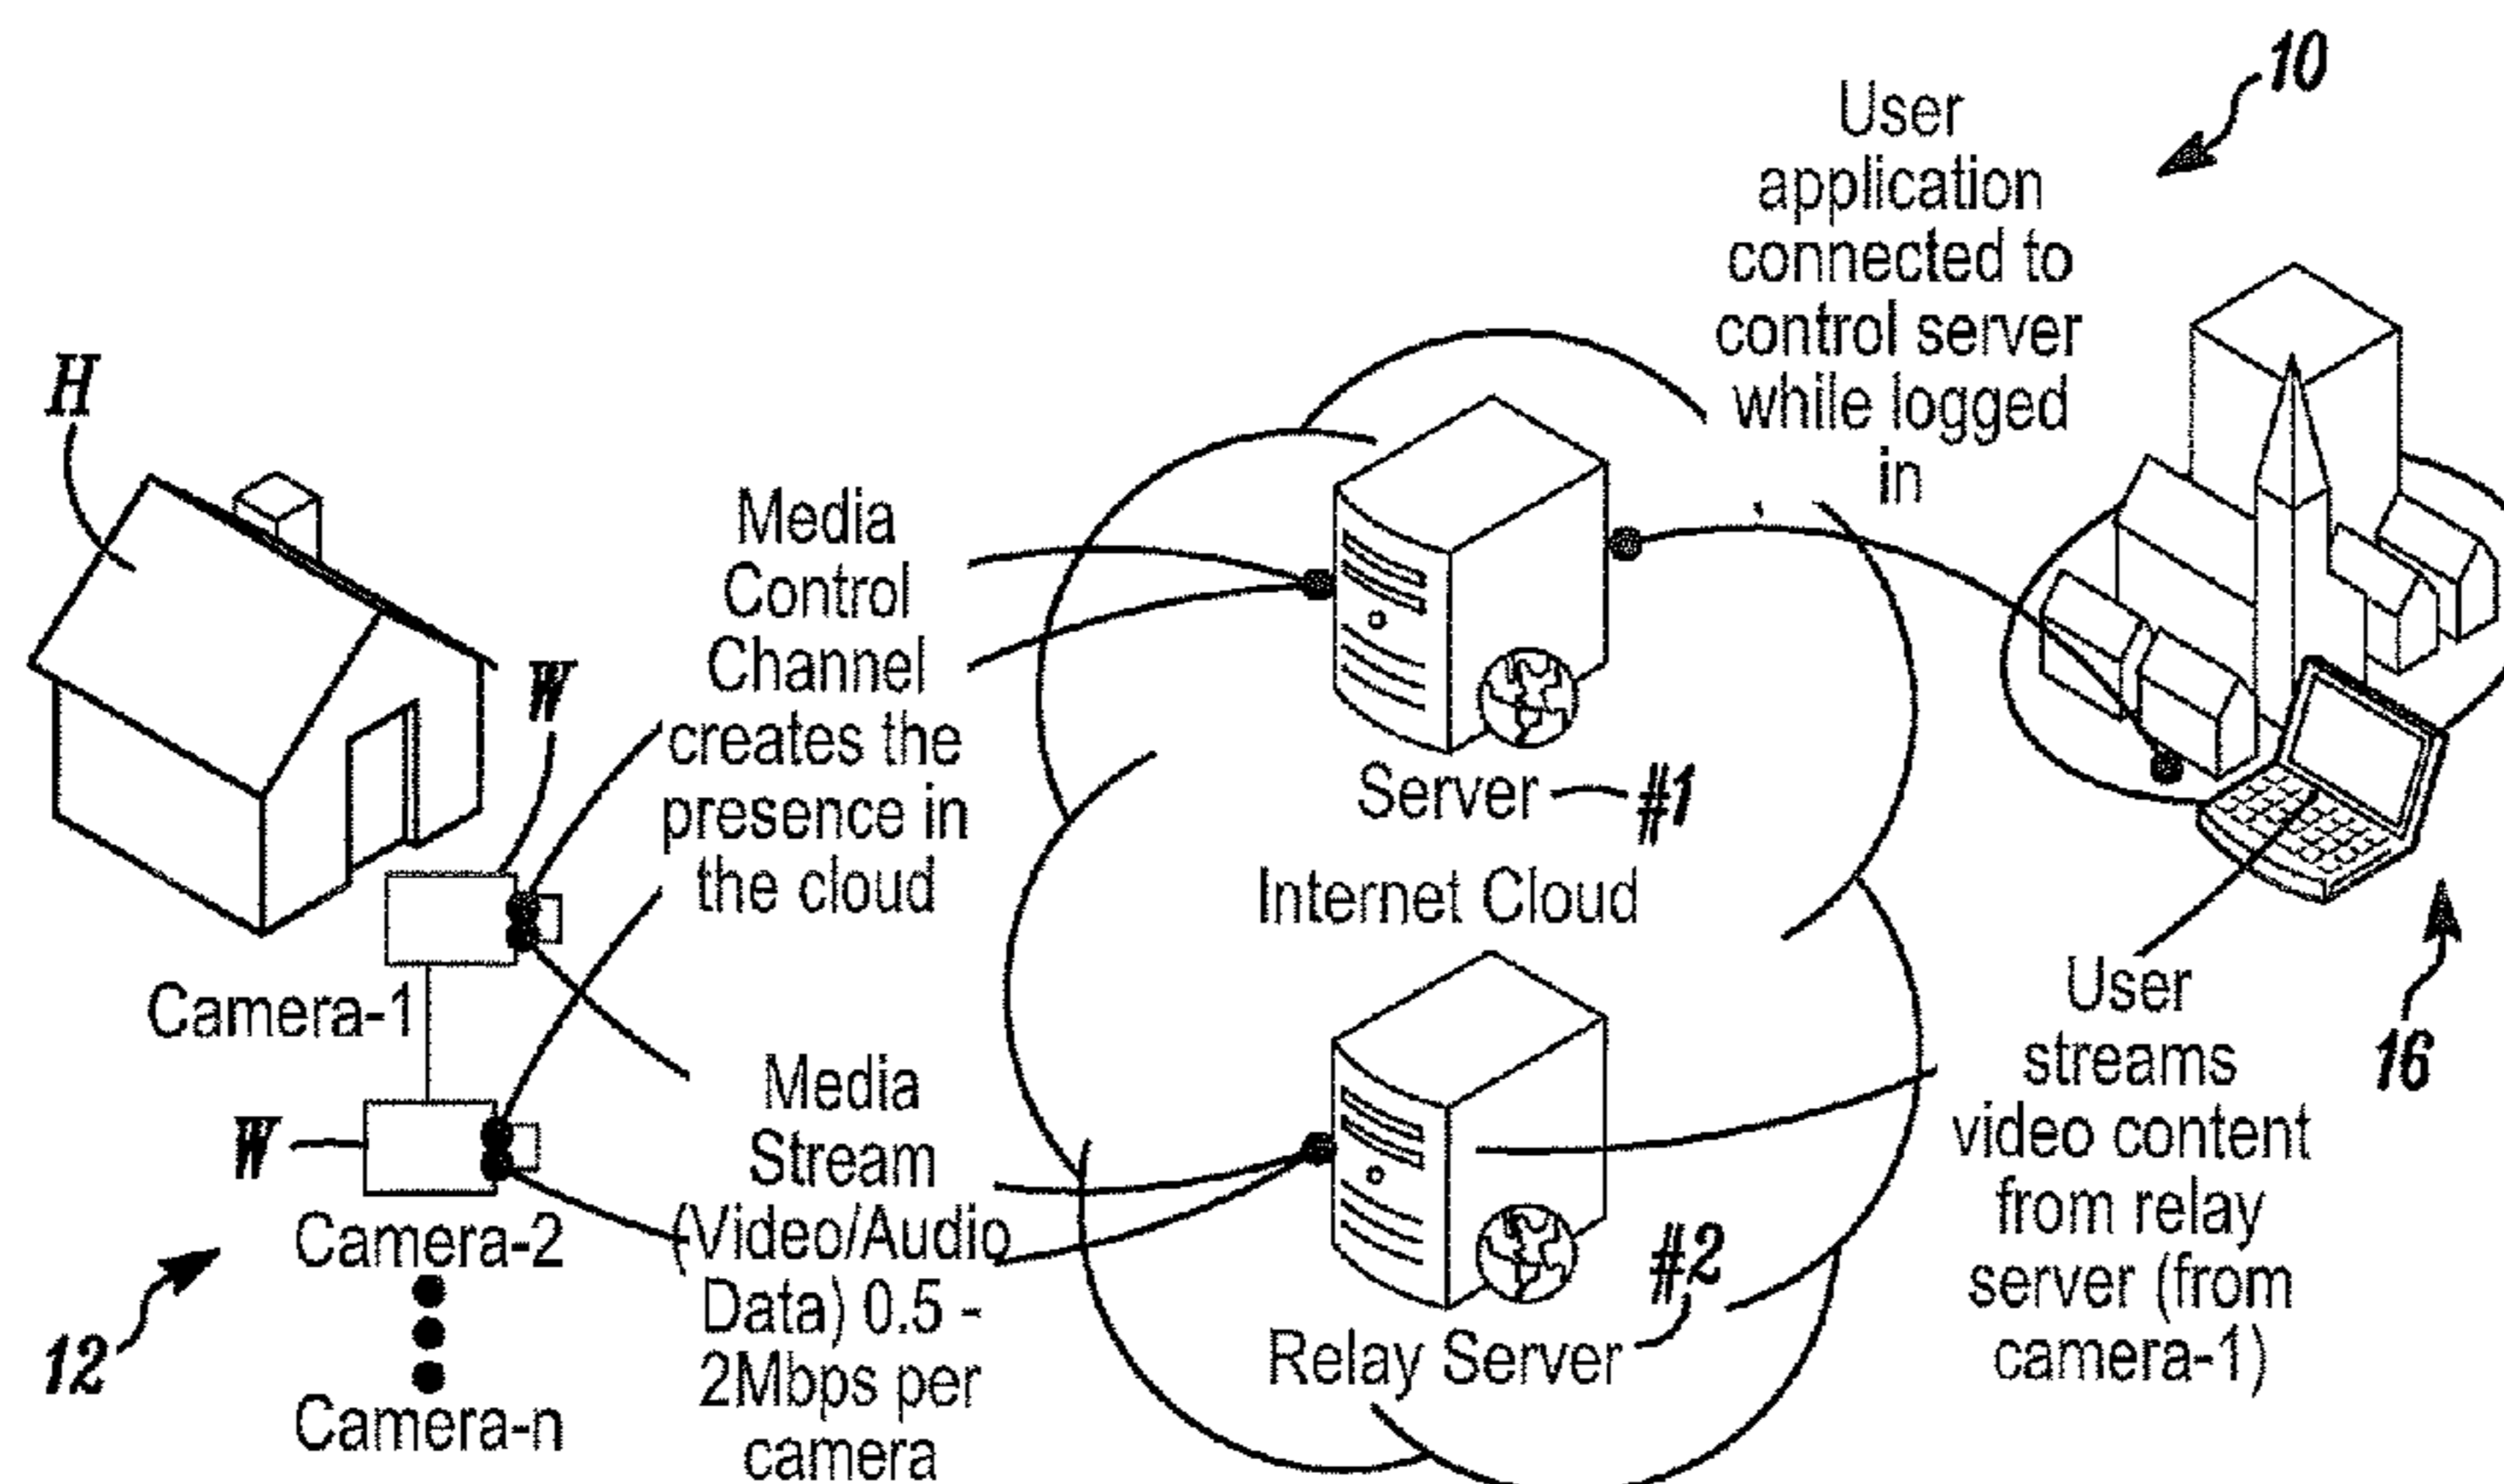 10
User
application
connected to
control server
while logged
in
H
W
Media
Control
Channel
creates the
presence in
the cloud
Server
#1
Internet Cloud
Camera-1
W
Camera-2
Camera-n
12
Media
Stream
(Video/Audio
Data) 0.5 -
2Mbps per
camera
#2
Relay Server
User
streams
video content
from relay
server (from
camera-1)
16